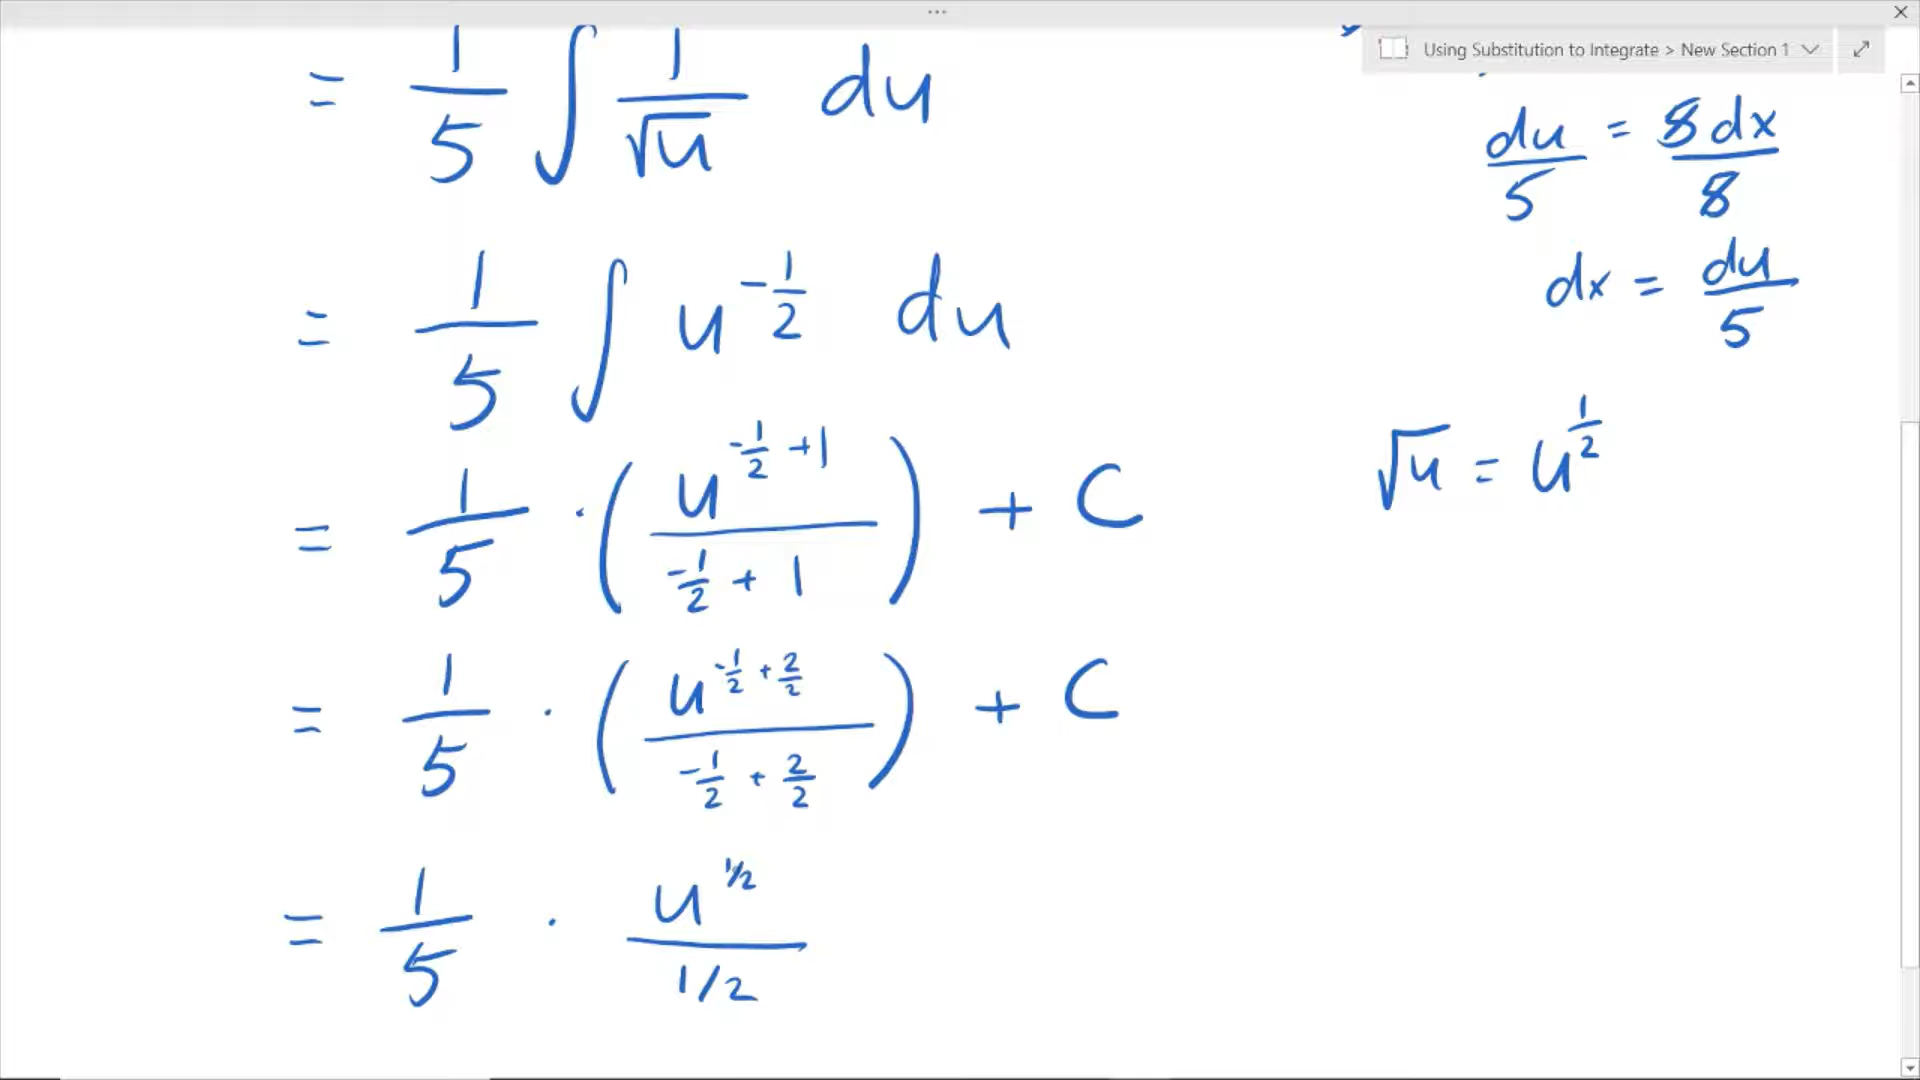 Using Substitution to Integrate > New Section 1
= 1/5 ∫ 1/√u du
du/5 = 8dx/8
= 1/5 ∫ u^(-1/2) du
dx = du/5
√u = u^(1/2)
= 1/5 · (u^(-1/2 + 1) / (-1/2 + 1)) + C
= 1/5 · (u^(-1/2 + 2/2) / (-1/2 + 2/2)) + C
= 1/5 · u^(1/2) / (1/2)